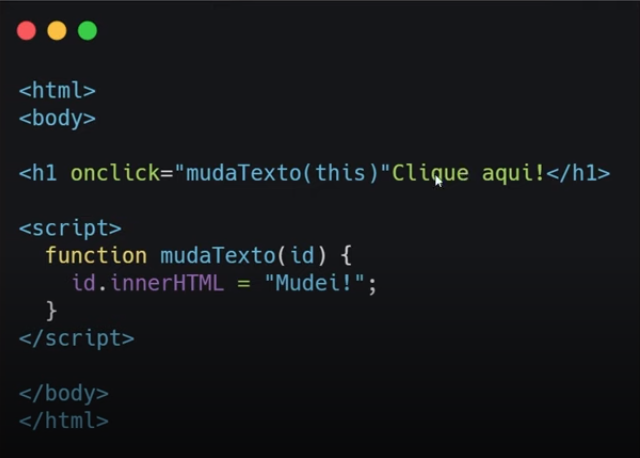 <html>
<body>
<h1 onclick="mudaTexto(this)"Clique aqui!</h1>
<script>
function mudaTexto(id) {
id.innerHTML = "Mudei!";
}
</script>
</body>
</html>